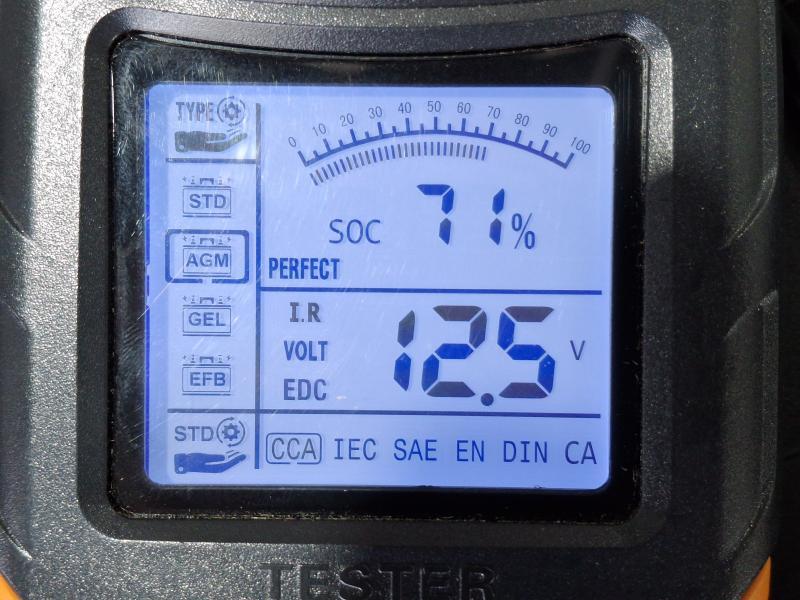 TYPE
0 10 20 30 40 50 60 70 80 90 100
STD
AGM
GEL
EFB
STD
SOC 71%
PERFECT
I.R
VOLT
EDC
12.5 V
CCA IEC SAE EN DIN CA
TESTER